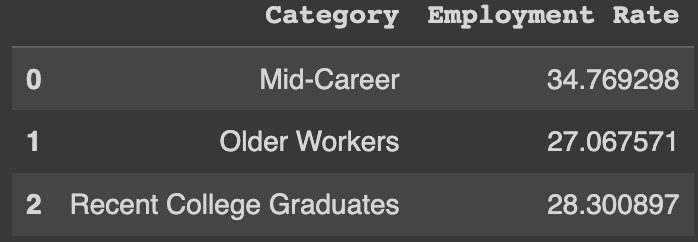 Category Employment Rate
0 Mid-Career 34.769298
1 Older Workers 27.067571
2 Recent College Graduates 28.300897